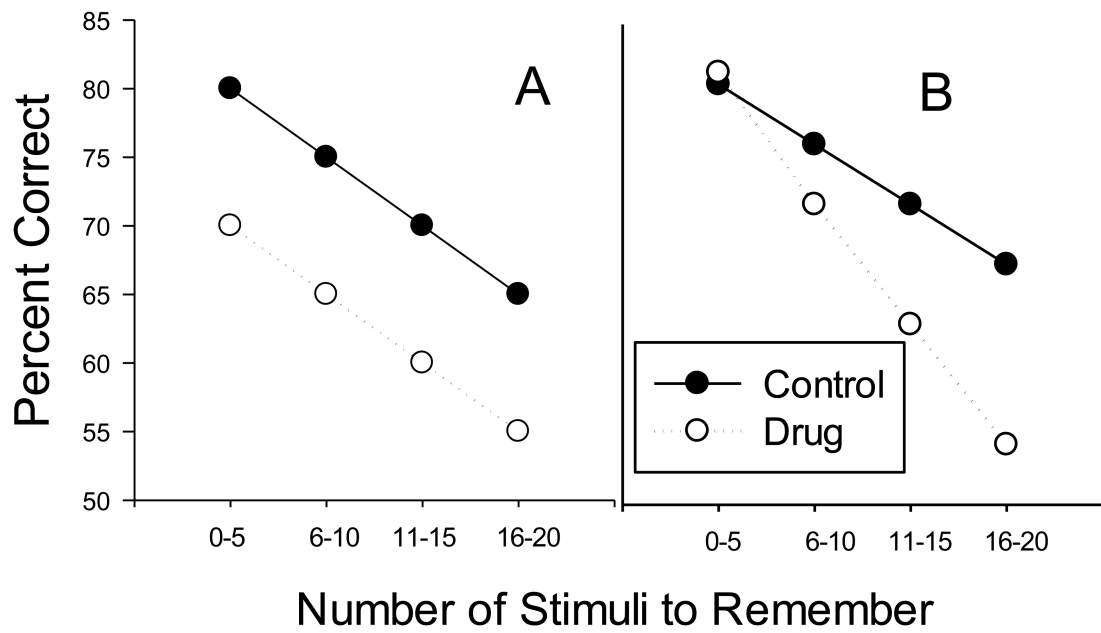 Percent Correct
85
80
75
70
65
60
55
50
A
0-5 6-10 11-15 16-20
B
Control
Drug
0-5 6-10 11-15 16-20
Number of Stimuli to Remember